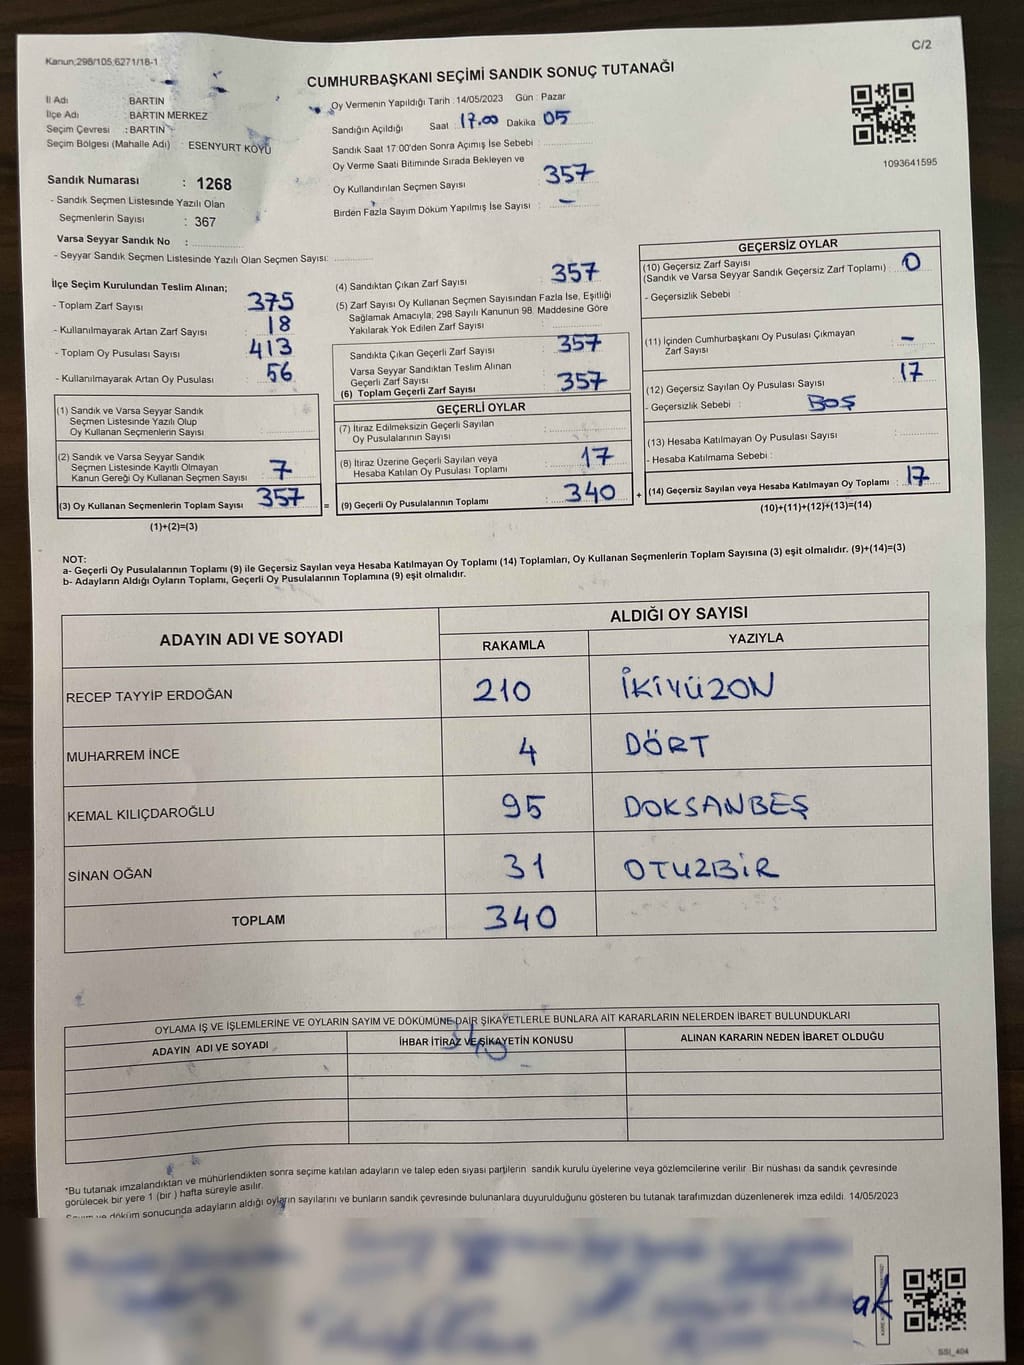 C/2
Kanun;298/105;6271/18-1
CUMHURBAŞKANI SEÇİMİ SANDIK SONUÇ TUTANAĞI
İl Adı : BARTIN
İlçe Adı : BARTIN MERKEZ
Seçim Çevresi : BARTIN
Seçim Bölgesi (Mahalle Adı) : ESENYURT KÖYÜ
Oy Vermenin Yapıldığı Tarih : 14/05/2023 Gün : Pazar
Sandığın Açıldığı Saat 17.00 Dakika 05
Sandık Saat 17:00'den Sonra Açımış İse Sebebi :
Oy Verme Saati Bitiminde Sırada Bekleyen ve
Oy Kullandırılan Seçmen Sayısı : 357
Birden Fazla Sayım Döküm Yapılmış İse Sayısı : –
1093641595
Sandık Numarası : 1268
- Sandık Seçmen Listesinde Yazılı Olan
Seçmenlerin Sayısı : 367
Varsa Seyyar Sandık No :
- Seyyar Sandık Seçmen Listesinde Yazılı Olan Seçmen Sayısı:
İlçe Seçim Kurulundan Teslim Alınan;
- Toplam Zarf Sayısı : 375
- Kullanılmayarak Artan Zarf Sayısı : 18
- Toplam Oy Pusulası Sayısı : 413
- Kullanılmayarak Artan Oy Pusulası : 56
(1) Sandık ve Varsa Seyyar Sandık
Seçmen Listesinde Yazılı Olup
Oy Kullanan Seçmenlerin Sayısı :
(2) Sandık ve Varsa Seyyar Sandık
Seçmen Listesinde Kayıtlı Olmayan
Kanun Gereği Oy Kullanan Seçmen Sayısı : 7
(3) Oy Kullanan Seçmenlerin Toplam Sayısı : 357
(1)+(2)=(3)
(4) Sandıktan Çıkan Zarf Sayısı : 357
(5) Zarf Sayısı Oy Kullanan Seçmen Sayısından Fazla İse, Eşitliği
Sağlamak Amacıyla; 298 Sayılı Kanunun 98. Maddesine Göre
Yakılarak Yok Edilen Zarf Sayısı :
Sandıkta Çıkan Geçerli Zarf Sayısı : 357
Varsa Seyyar Sandıktan Teslim Alınan
Geçerli Zarf Sayısı :
(6) Toplam Geçerli Zarf Sayısı : 357
GEÇERLİ OYLAR
(7) İtiraz Edilmeksizin Geçerli Sayılan
Oy Pusulalarının Sayısı :
(8) İtiraz Üzerine Geçerli Sayılan veya
Hesaba Katılan Oy Pusulası Toplamı : 17
= (9) Geçerli Oy Pusulalarının Toplamı : 340
GEÇERSİZ OYLAR
(10) Geçersiz Zarf Sayısı
(Sandık ve Varsa Seyyar Sandık Geçersiz Zarf Toplamı) : 0
- Geçersizlik Sebebi :
(11) İçinden Cumhurbaşkanı Oy Pusulası Çıkmayan
Zarf Sayısı : –
(12) Geçersiz Sayılan Oy Pusulası Sayısı : 17
- Geçersizlik Sebebi : BOŞ
(13) Hesaba Katılmayan Oy Pusulası Sayısı :
- Hesaba Katılmama Sebebi :
+ (14) Geçersiz Sayılan veya Hesaba Katılmayan Oy Toplamı : 17
(10)+(11)+(12)+(13)=(14)
NOT:
a- Geçerli Oy Pusulalarının Toplamı (9) ile Geçersiz Sayılan veya Hesaba Katılmayan Oy Toplamı (14) Toplamları, Oy Kullanan Seçmenlerin Toplam Sayısına (3) eşit olmalıdır. (9)+(14)=(3)
b- Adayların Aldığı Oyların Toplamı, Geçerli Oy Pusulalarının Toplamına (9) eşit olmalıdır.
ADAYIN ADI VE SOYADI
ALDIĞI OY SAYISI
RAKAMLA YAZIYLA
RECEP TAYYİP ERDOĞAN 210 İKİYÜZON
MUHARREM İNCE 4 DÖRT
KEMAL KILIÇDAROĞLU 95 DOKSANBEŞ
SİNAN OĞAN 31 OTUZBİR
TOPLAM 340
OYLAMA İŞ VE İŞLEMLERİNE VE OYLARIN SAYIM VE DÖKÜMÜNE DAİR ŞİKAYETLERLE BUNLARA AİT KARARLARIN NELERDEN İBARET BULUNDUKLARI
ADAYIN ADI VE SOYADI İHBAR İTİRAZ VE ŞİKAYETİN KONUSU ALINAN KARARIN NEDEN İBARET OLDUĞU
340
*Bu tutanak imzalandıktan ve mühürlendikten sonra seçime katılan adayların ve talep eden siyasi partilerin sandık kurulu üyelerine veya gözlemcilerine verilir. Bir nüshası da sandık çevresinde
görülecek bir yere 1 (bir ) hafta süreyle asılır.
Sayım ve döküm sonucunda adayların aldığı oyların sayılarını ve bunların sandık çevresinde bulunanlara duyurulduğunu gösteren bu tutanak tarafımızdan düzenlenerek imza edildi. 14/05/2023
ak
SSI_404